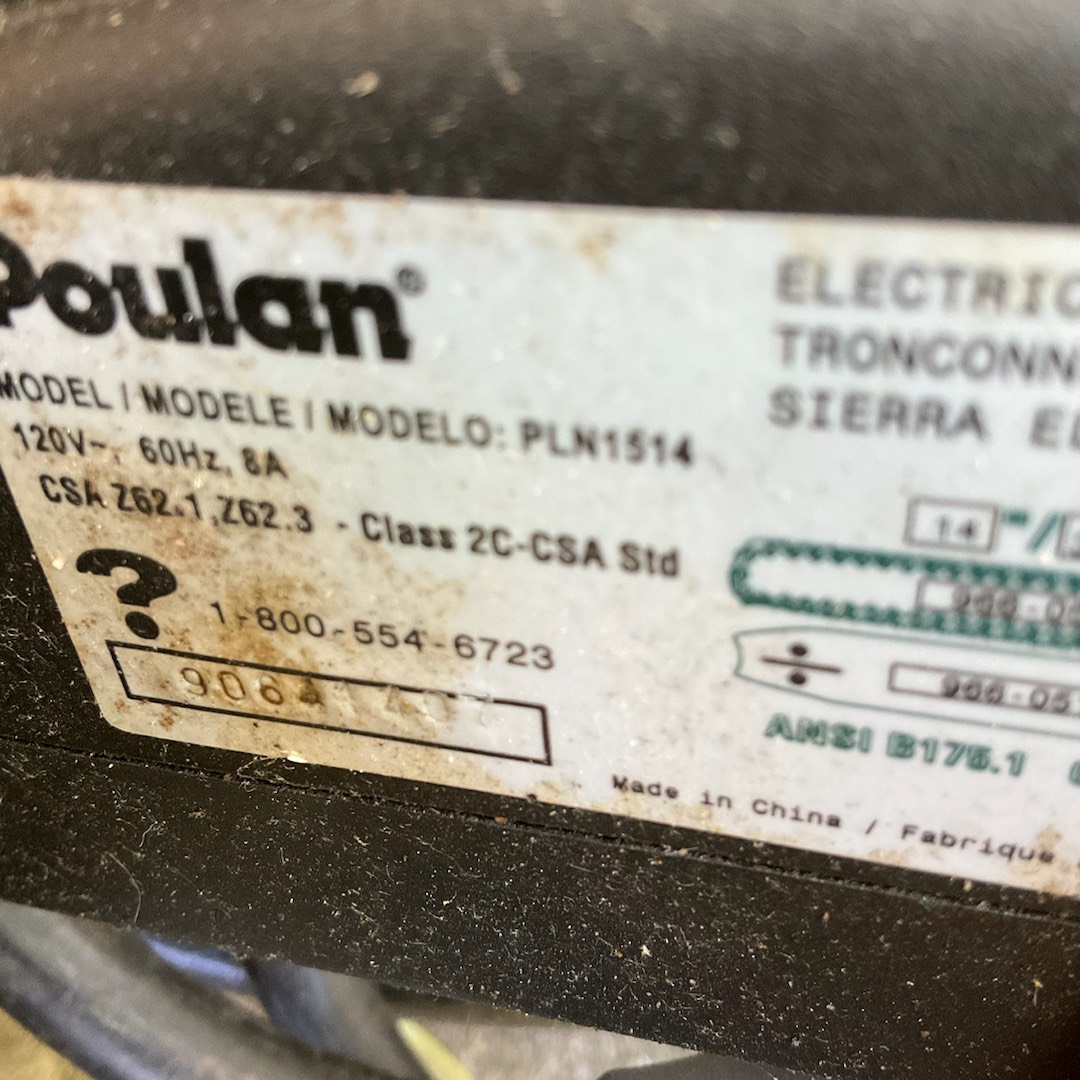 Poulan®
MODEL / MODELE / MODELO: PLN1514
120V~, 60Hz, 8A
CSA Z62.1,Z62.3 - Class 2C-CSA Std
?
1-800-554-6723
ELECTRIC
TRONCONN
SIERRA EL
14 "/
ANSI B175.1
Made in China / Fabrique